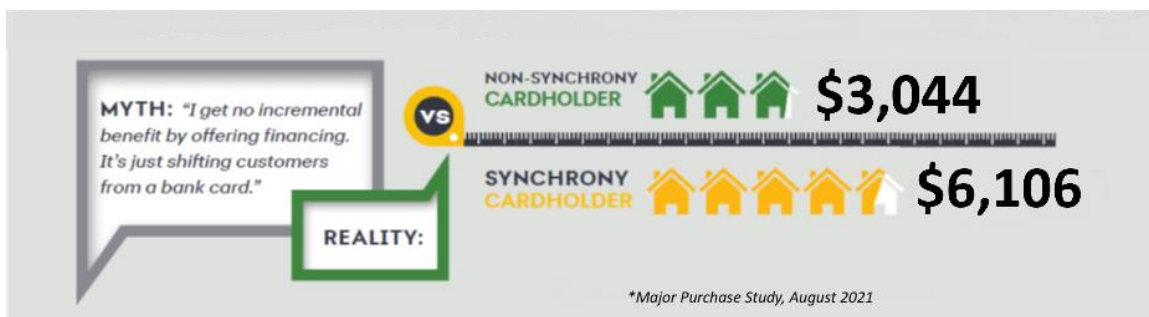 MYTH: "I get no incremental
benefit by offering financing.
It's just shifting customers
from a bank card."
REALITY:
VS
NON-SYNCHRONY
CARDHOLDER
$3,044
SYNCHRONY
CARDHOLDER
$6,106
*Major Purchase Study, August 2021